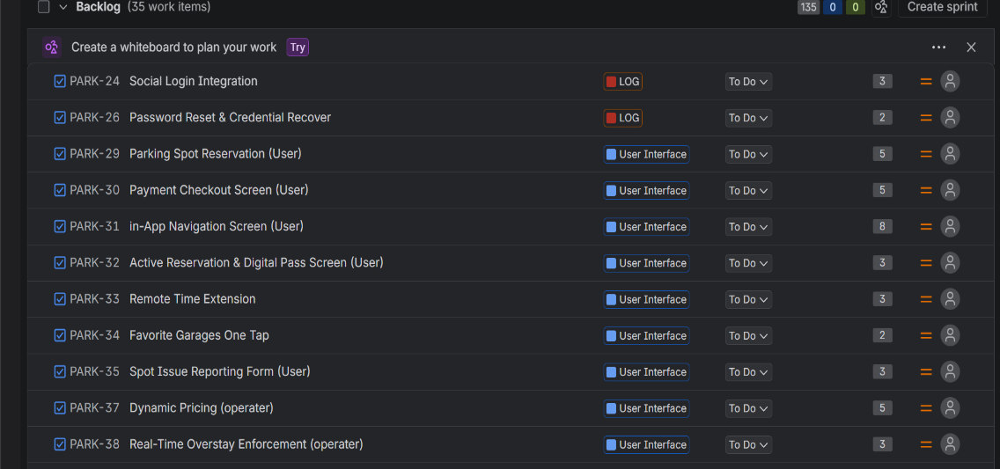 Backlog (35 work items) 135 0 0 Create sprint
Create a whiteboard to plan your work Try
PARK-24 Social Login Integration LOG To Do 3
PARK-26 Password Reset & Credential Recover LOG To Do 2
PARK-29 Parking Spot Reservation (User) User Interface To Do 5
PARK-30 Payment Checkout Screen (User) User Interface To Do 5
PARK-31 in-App Navigation Screen (User) User Interface To Do 8
PARK-32 Active Reservation & Digital Pass Screen (User) User Interface To Do 3
PARK-33 Remote Time Extension User Interface To Do 3
PARK-34 Favorite Garages One Tap User Interface To Do 2
PARK-35 Spot Issue Reporting Form (User) User Interface To Do 3
PARK-37 Dynamic Pricing (operater) User Interface To Do 5
PARK-38 Real-Time Overstay Enforcement (operater) User Interface To Do 3